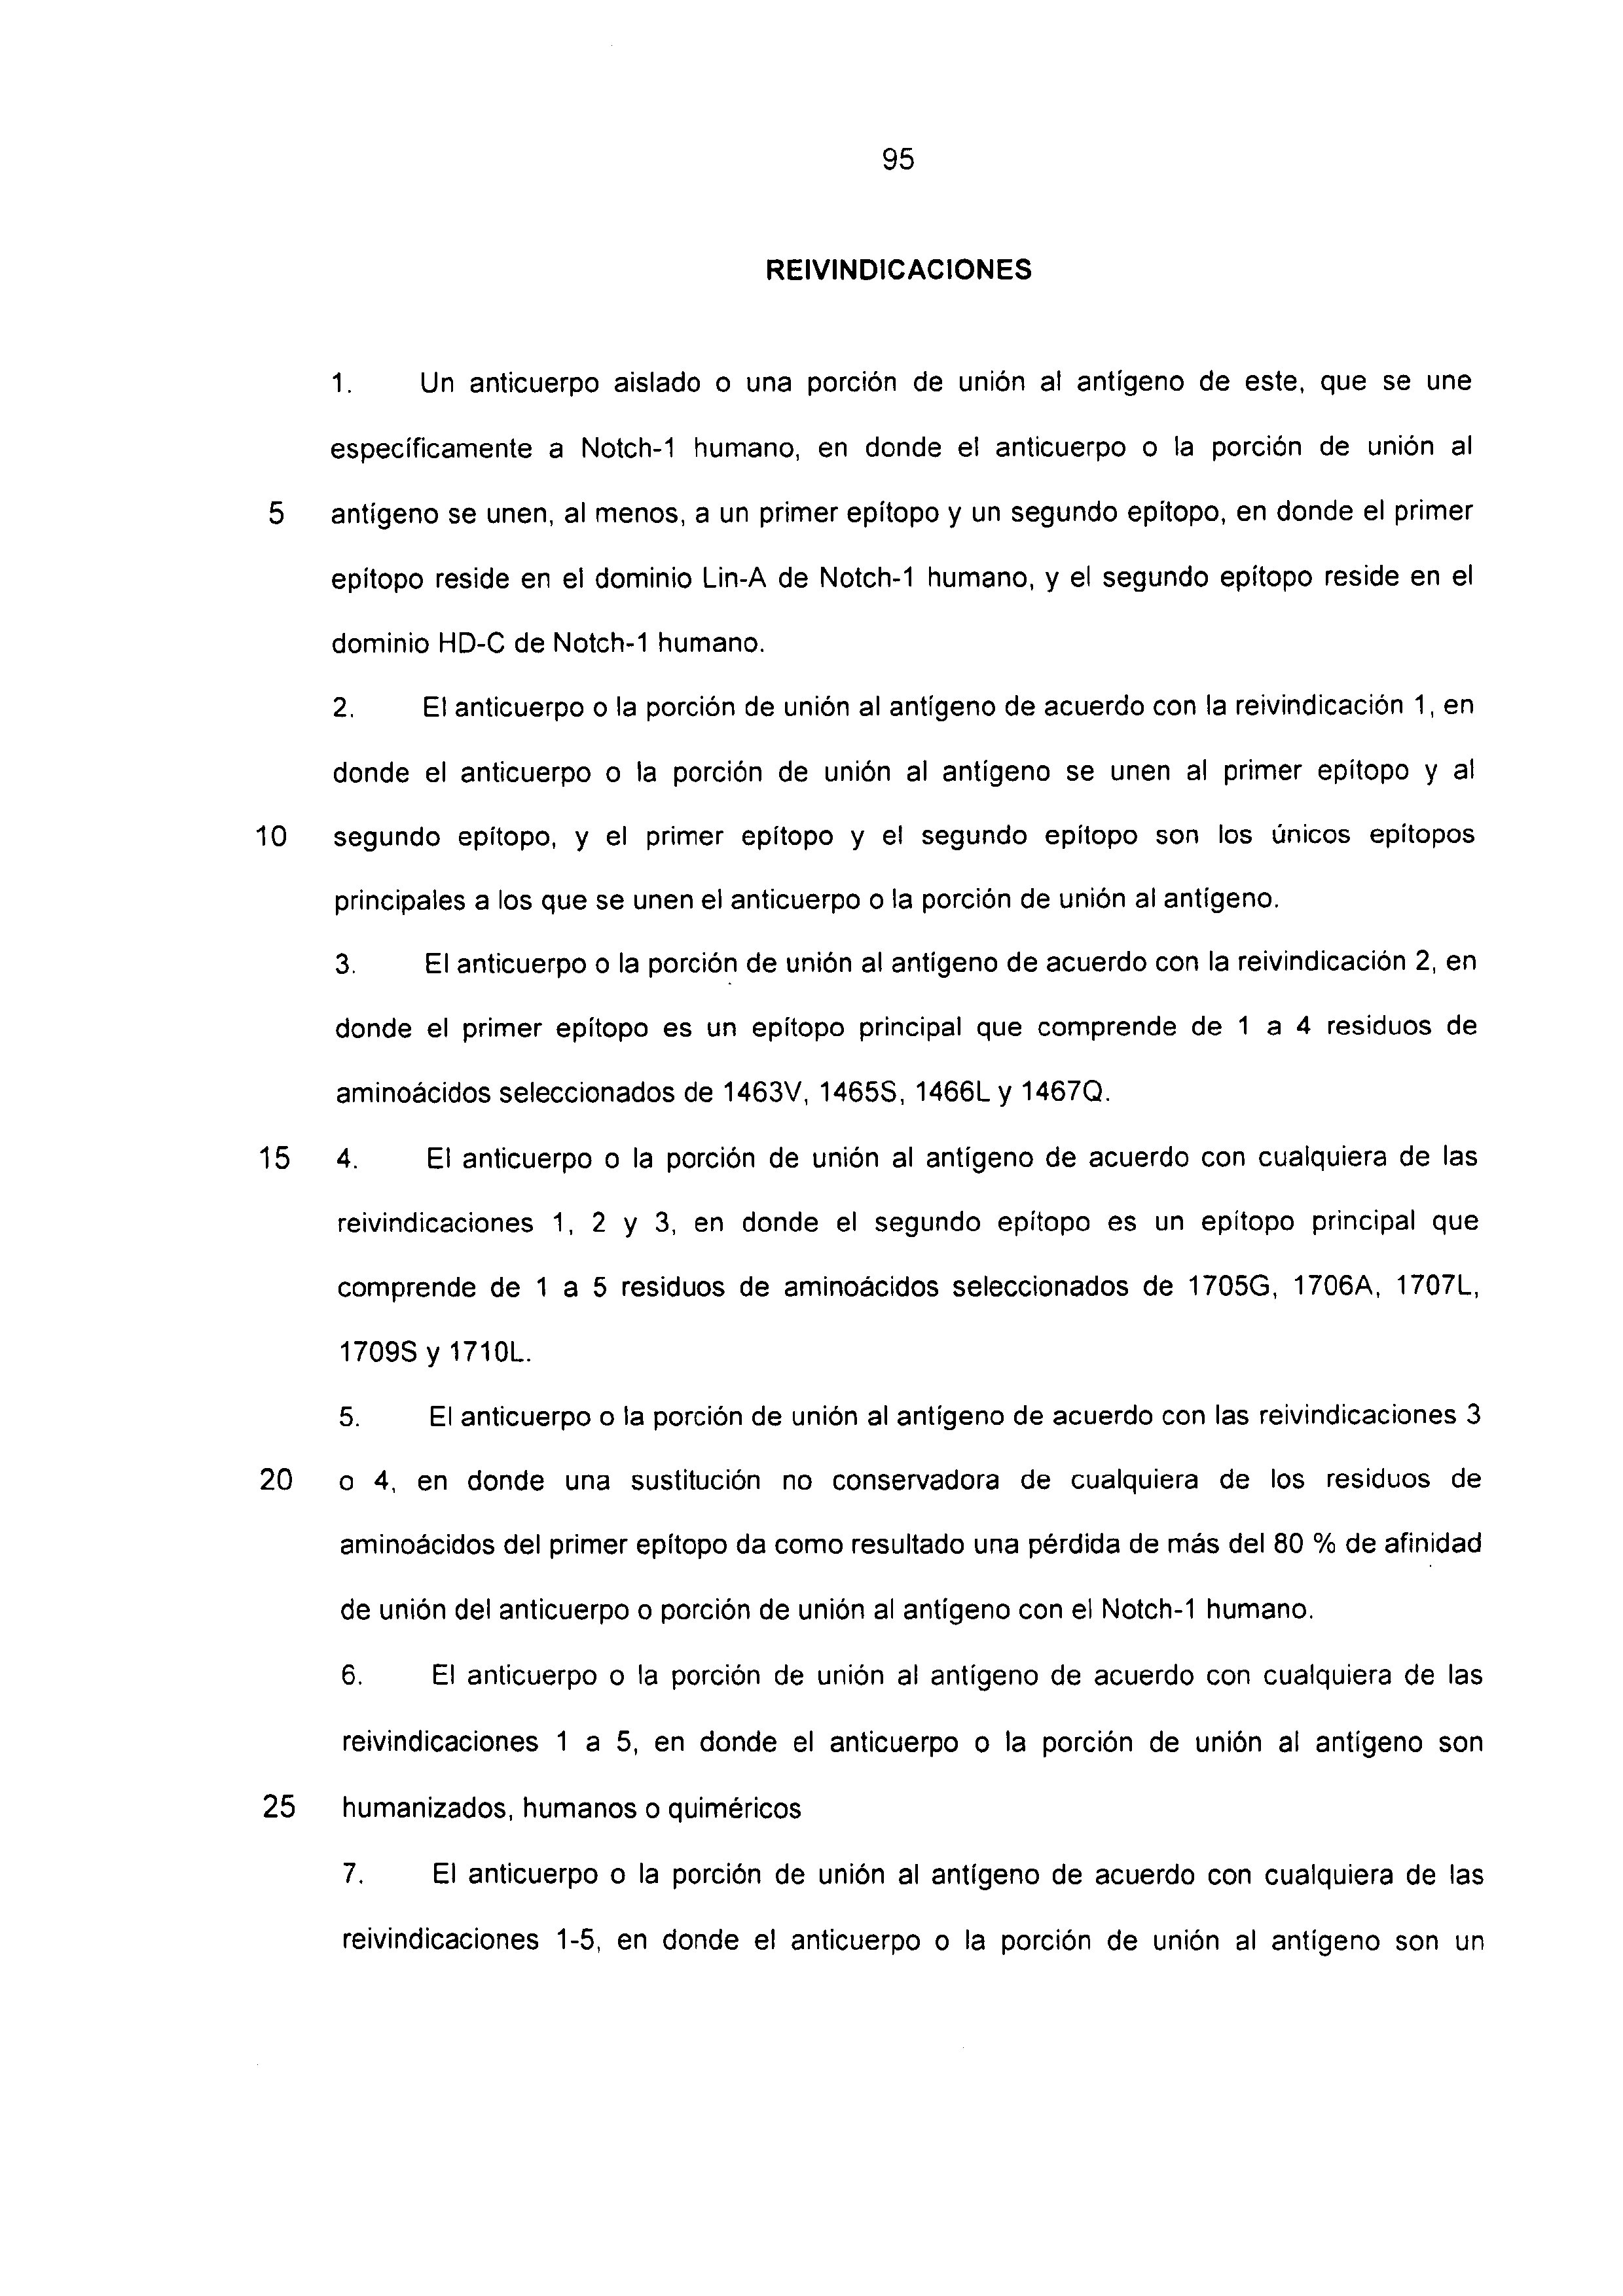 95
REIVINDICACIONES
1. Un anticuerpo aislado o una porción de unión al antígeno de este, que se une
específicamente a Notch-1 humano, en donde el anticuerpo o la porción de unión al
5 antígeno se unen, al menos, a un primer epítopo y un segundo epítopo, en donde el primer
epítopo reside en el dominio Lin-A de Notch-1 humano, y el segundo epítopo reside en el
dominio HD-C de Notch-1 humano.
2. El anticuerpo o la porción de unión al antígeno de acuerdo con la reivindicación 1, en
donde el anticuerpo o la porción de unión al antígeno se unen al primer epítopo y al
10 segundo epítopo, y el primer epítopo y el segundo epítopo son los únicos epítopos
principales a los que se unen el anticuerpo o la porción de unión al antígeno.
3. El anticuerpo o la porción de unión al antígeno de acuerdo con la reivindicación 2, en
donde el primer epítopo es un epítopo principal que comprende de 1 a 4 residuos de
aminoácidos seleccionados de 1463V, 1465S, 1466L y 1467Q.
15 4. El anticuerpo o la porción de unión al antígeno de acuerdo con cualquiera de las
reivindicaciones 1, 2 y 3, en donde el segundo epítopo es un epítopo principal que
comprende de 1 a 5 residuos de aminoácidos seleccionados de 1705G, 1706A, 1707L,
1709S y 1710L.
5. El anticuerpo o la porción de unión al antígeno de acuerdo con las reivindicaciones 3
20 o 4, en donde una sustitución no conservadora de cualquiera de los residuos de
aminoácidos del primer epítopo da como resultado una pérdida de más del 80 % de afinidad
de unión del anticuerpo o porción de unión al antígeno con el Notch-1 humano.
6. El anticuerpo o la porción de unión al antígeno de acuerdo con cualquiera de las
reivindicaciones 1 a 5, en donde el anticuerpo o la porción de unión al antígeno son
25 humanizados, humanos o quiméricos
7. El anticuerpo o la porción de unión al antígeno de acuerdo con cualquiera de las
reivindicaciones 1-5, en donde el anticuerpo o la porción de unión al antígeno son un